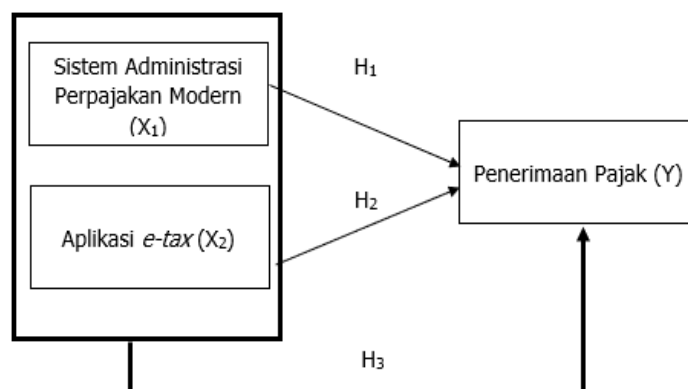 Sistem Administrasi
Perpajakan Modern
(X₁)
H₁
Penerimaan Pajak (Y)
H₂
Aplikasi e-tax (X₂)
H₃